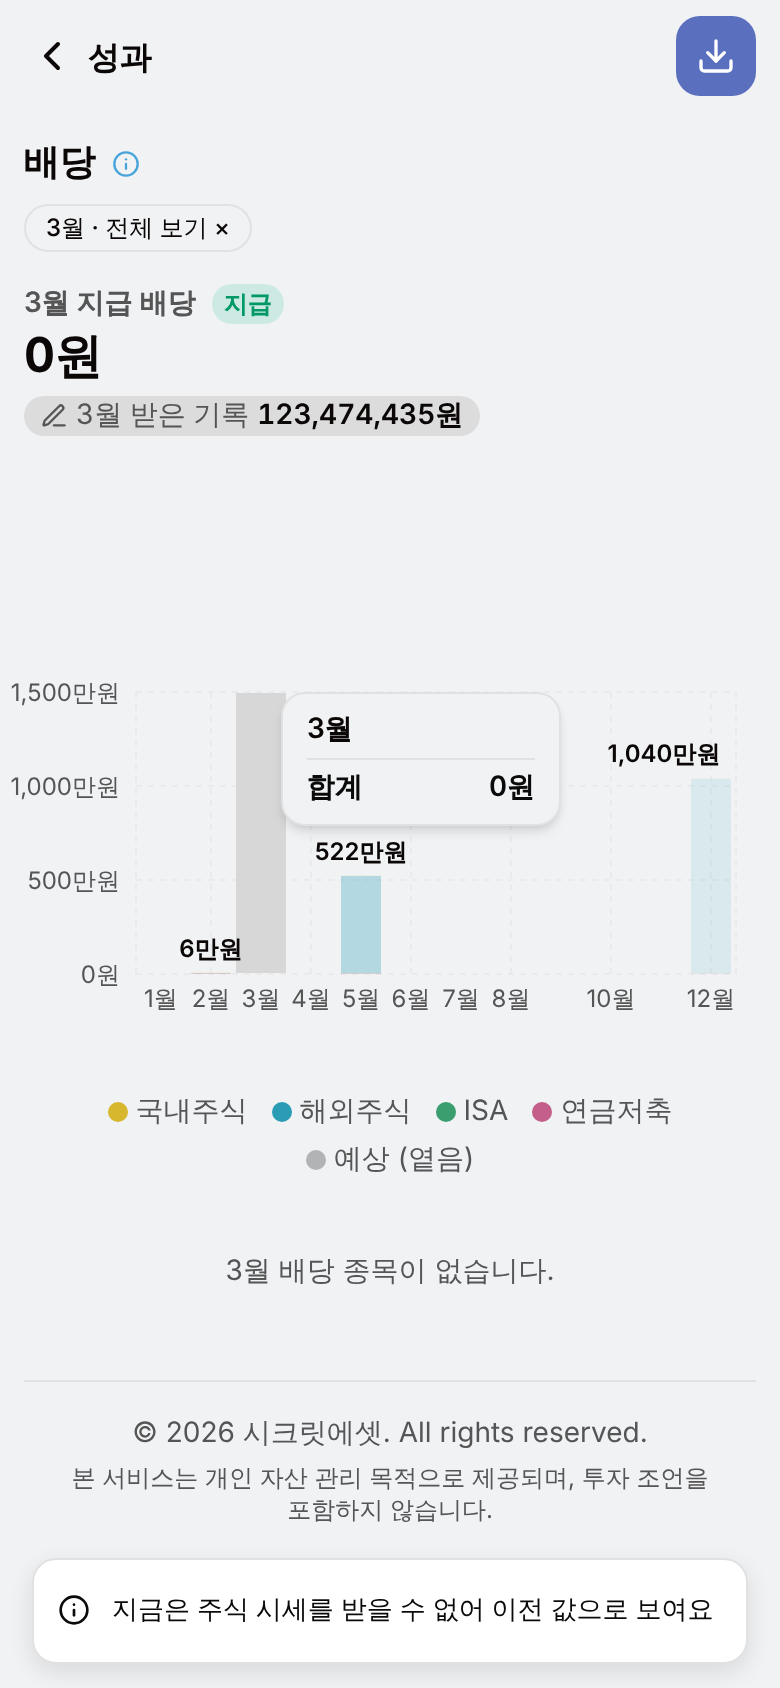 성과
배당
3월 · 전체 보기 ×
3월 지급 배당 지급
0원
3월 받은 기록 123,474,435원
1,500만원
1,000만원
500만원
0원
3월
합계 0원
1,040만원
522만원
6만원
1월 2월 3월 4월 5월 6월 7월 8월 10월 12월
국내주식 해외주식 ISA 연금저축
예상 (옅음)
3월 배당 종목이 없습니다.
© 2026 시크릿에셋. All rights reserved.
본 서비스는 개인 자산 관리 목적으로 제공되며, 투자 조언을
포함하지 않습니다.
지금은 주식 시세를 받을 수 없어 이전 값으로 보여요